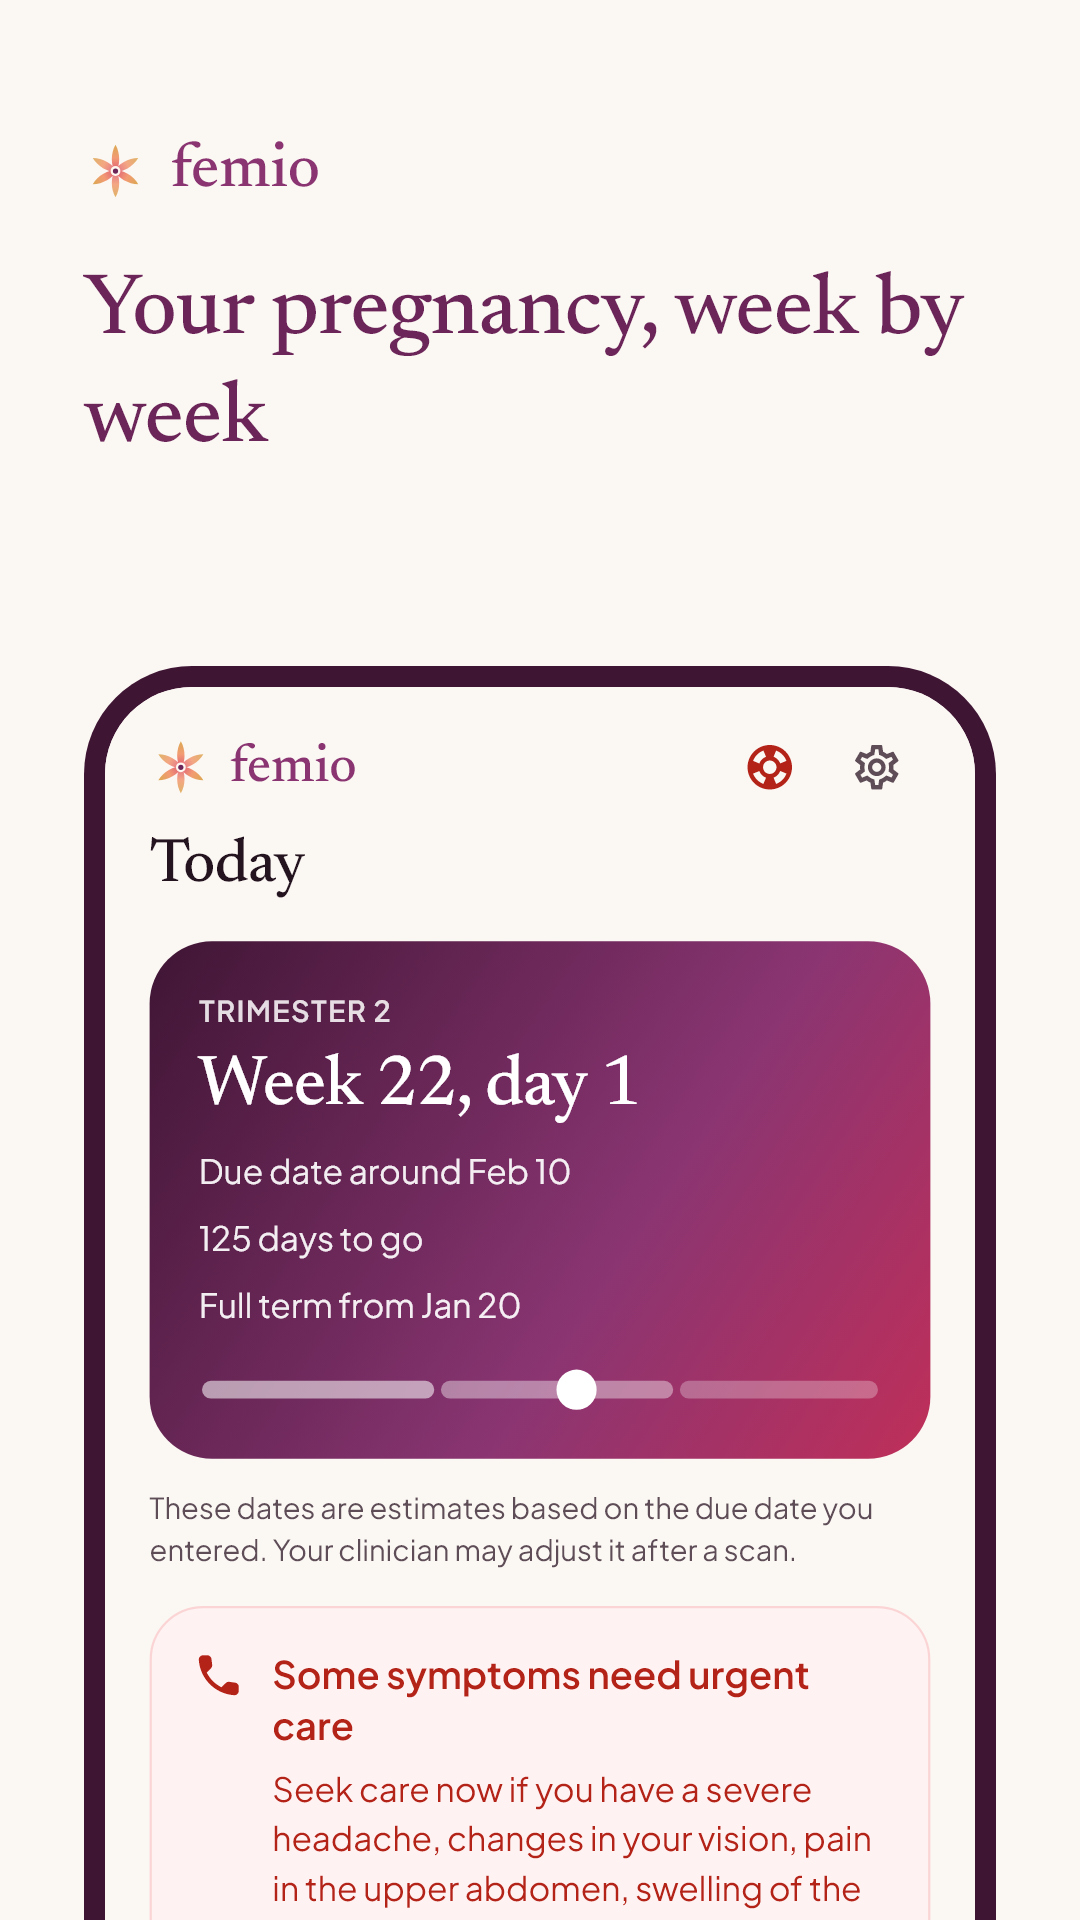 femio
Your pregnancy, week by
week
femio
Today
TRIMESTER 2
Week 22, day 1
Due date around Feb 10
125 days to go
Full term from Jan 20
These dates are estimates based on the due date you
entered. Your clinician may adjust it after a scan.
Some symptoms need urgent
care
Seek care now if you have a severe
headache, changes in your vision, pain
in the upper abdomen, swelling of the